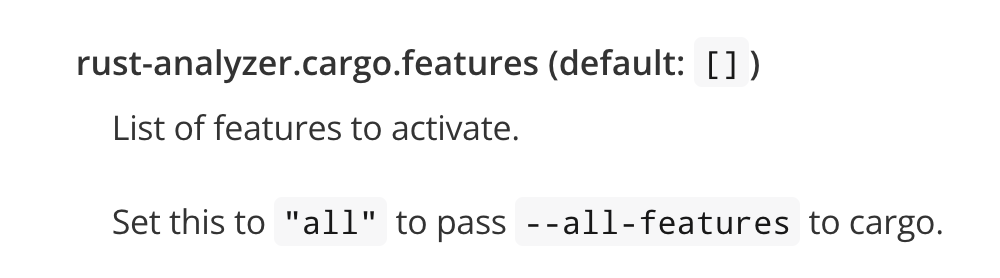 rust-analyzer.cargo.features (default: [])
List of features to activate.
Set this to "all" to pass --all-features to cargo.